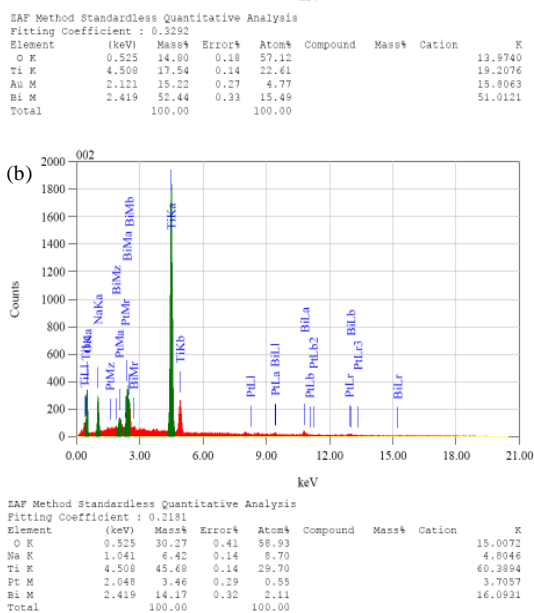 ZAF Method Standardless Quantitative Analysis
Fitting Coefficient : 0.3292
Element (keV) Mass% Error% Atom% Compound Mass% Cation K
O K 0.525 14.80 0.18 57.12 13.9740
Ti K 4.508 17.54 0.14 22.61 19.2076
Au M 2.121 15.22 0.27 4.77 15.8063
Bi M 2.419 52.44 0.33 15.49 51.0121
Total 100.00 100.00
(b)
002
2000
1800
1600
1400
1200
1000
800
600
400
200
0
Counts
TiLl
NaKa
PtMz
BiMz
PtMa
PtMr
BiMa
BiMb
BiMr
TiKa
TiKb
PtLl
PtLa
BiLl
BiLa
PtLb
PtLb2
BiLb
PtLr
PtLr3
BiLr
0.00 3.00 6.00 9.00 12.00 15.00 18.00 21.00
keV
ZAF Method Standardless Quantitative Analysis
Fitting Coefficient : 0.2181
Element (keV) Mass% Error% Atom% Compound Mass% Cation K
O K 0.525 30.27 0.41 58.93 15.0072
Na K 1.041 6.42 0.14 8.70 4.8046
Ti K 4.508 45.68 0.14 29.70 60.3894
Pt M 2.048 3.46 0.29 0.55 3.7057
Bi M 2.419 14.17 0.32 2.11 16.0931
Total 100.00 100.00